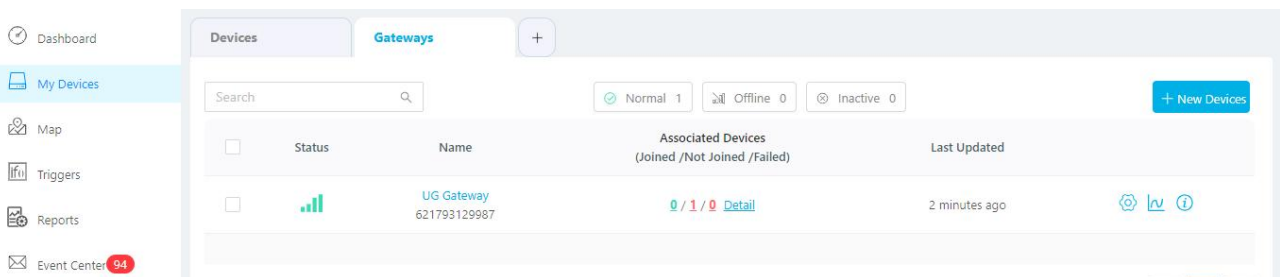 Dashboard
My Devices
Map
Triggers
Reports
Event Center 94
Devices
Gateways
+
Search
Normal 1
Offline 0
Inactive 0
+ New Devices
Status
Name
Associated Devices
(Joined /Not Joined /Failed)
Last Updated
UG Gateway
621793129987
0 / 1 / 0 Detail
2 minutes ago